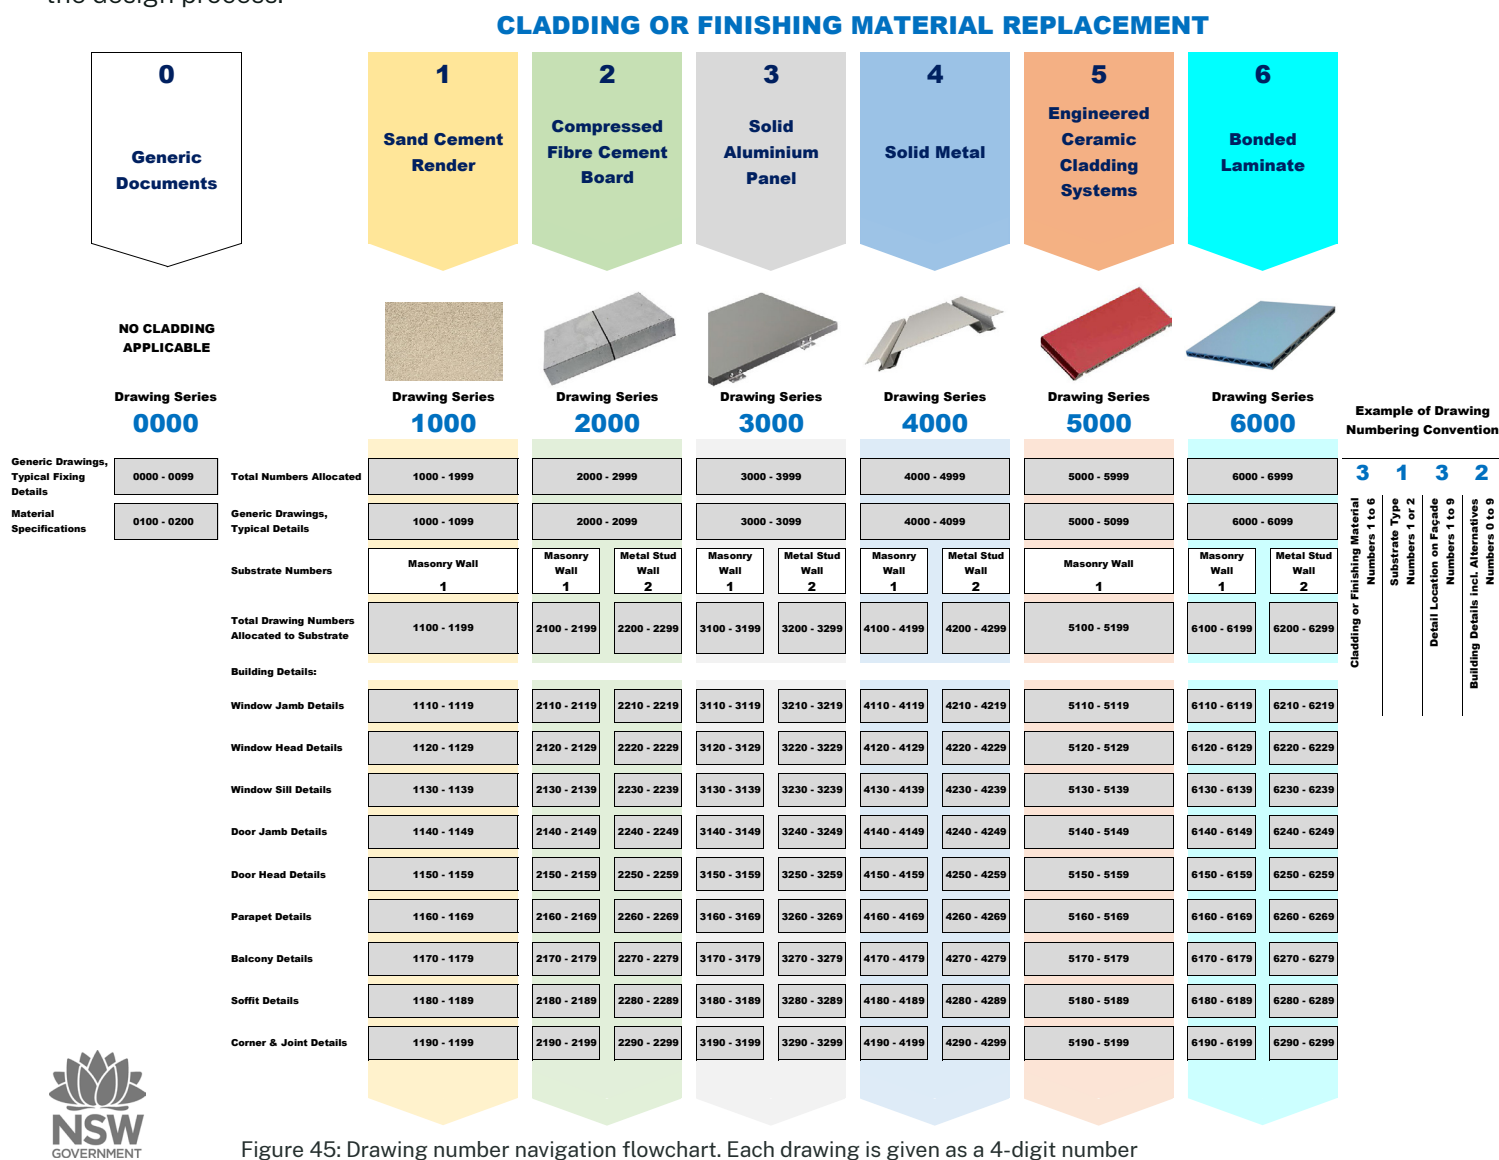 the design process.
CLADDING OR FINISHING MATERIAL REPLACEMENT
0
Generic
Documents
1
Sand Cement
Render
2
Compressed
Fibre Cement
Board
3
Solid
Aluminium
Panel
4
Solid Metal
5
Engineered
Ceramic
Cladding
Systems
6
Bonded
Laminate
NO CLADDING
APPLICABLE
Drawing Series
0000
Drawing Series
1000
Drawing Series
2000
Drawing Series
3000
Drawing Series
4000
Drawing Series
5000
Drawing Series
6000
Example of Drawing
Numbering Convention
Generic Drawings,
Typical Fixing
Details
0000 - 0099
Material
Specifications
0100 - 0200
Total Numbers Allocated
1000 - 1999
2000 - 2999
3000 - 3999
4000 - 4999
5000 - 5999
6000 - 6999
Generic Drawings,
Typical Details
1000 - 1099
2000 - 2099
3000 - 3099
4000 - 4099
5000 - 5099
6000 - 6099
Substrate Numbers
Masonry Wall
1
Masonry
Wall
1
Metal Stud
Wall
2
Masonry
Wall
1
Metal Stud
Wall
2
Masonry
Wall
1
Metal Stud
Wall
2
Masonry Wall
1
Masonry
Wall
1
Metal Stud
Wall
2
Total Drawing Numbers
Allocated to Substrate
1100 - 1199
2100 - 2199
2200 - 2299
3100 - 3199
3200 - 3299
4100 - 4199
4200 - 4299
5100 - 5199
6100 - 6199
6200 - 6299
Building Details:
Window Jamb Details
1110 - 1119
2110 - 2119
2210 - 2219
3110 - 3119
3210 - 3219
4110 - 4119
4210 - 4219
5110 - 5119
6110 - 6119
6210 - 6219
Window Head Details
1120 - 1129
2120 - 2129
2220 - 2229
3120 - 3129
3220 - 3229
4120 - 4129
4220 - 4229
5120 - 5129
6120 - 6129
6220 - 6229
Window Sill Details
1130 - 1139
2130 - 2139
2230 - 2239
3130 - 3139
3230 - 3239
4130 - 4139
4230 - 4239
5130 - 5139
6130 - 6139
6230 - 6239
Door Jamb Details
1140 - 1149
2140 - 2149
2240 - 2249
3140 - 3149
3240 - 3249
4140 - 4149
4240 - 4249
5140 - 5149
6140 - 6149
6240 - 6249
Door Head Details
1150 - 1159
2150 - 2159
2250 - 2259
3150 - 3159
3250 - 3259
4150 - 4159
4250 - 4259
5150 - 5159
6150 - 6159
6250 - 6259
Parapet Details
1160 - 1169
2160 - 2169
2260 - 2269
3160 - 3169
3260 - 3269
4160 - 4169
4260 - 4269
5160 - 5169
6160 - 6169
6260 - 6269
Balcony Details
1170 - 1179
2170 - 2179
2270 - 2279
3170 - 3179
3270 - 3279
4170 - 4179
4270 - 4279
5170 - 5179
6170 - 6179
6270 - 6279
Soffit Details
1180 - 1189
2180 - 2189
2280 - 2289
3180 - 3189
3280 - 3289
4180 - 4189
4280 - 4289
5180 - 5189
6180 - 6189
6280 - 6289
Corner & Joint Details
1190 - 1199
2190 - 2199
2290 - 2299
3190 - 3199
3290 - 3299
4190 - 4199
4290 - 4299
5190 - 5199
6190 - 6199
6290 - 6299
3
Cladding or Finishing Material
Numbers 1 to 6
1
Substrate Type
Numbers 1 or 2
3
Detail Location on Façade
Numbers 1 to 9
2
Building Details incl. Alternatives
Numbers 0 to 9
NSW
GOVERNMENT
Figure 45: Drawing number navigation flowchart. Each drawing is given as a 4-digit number